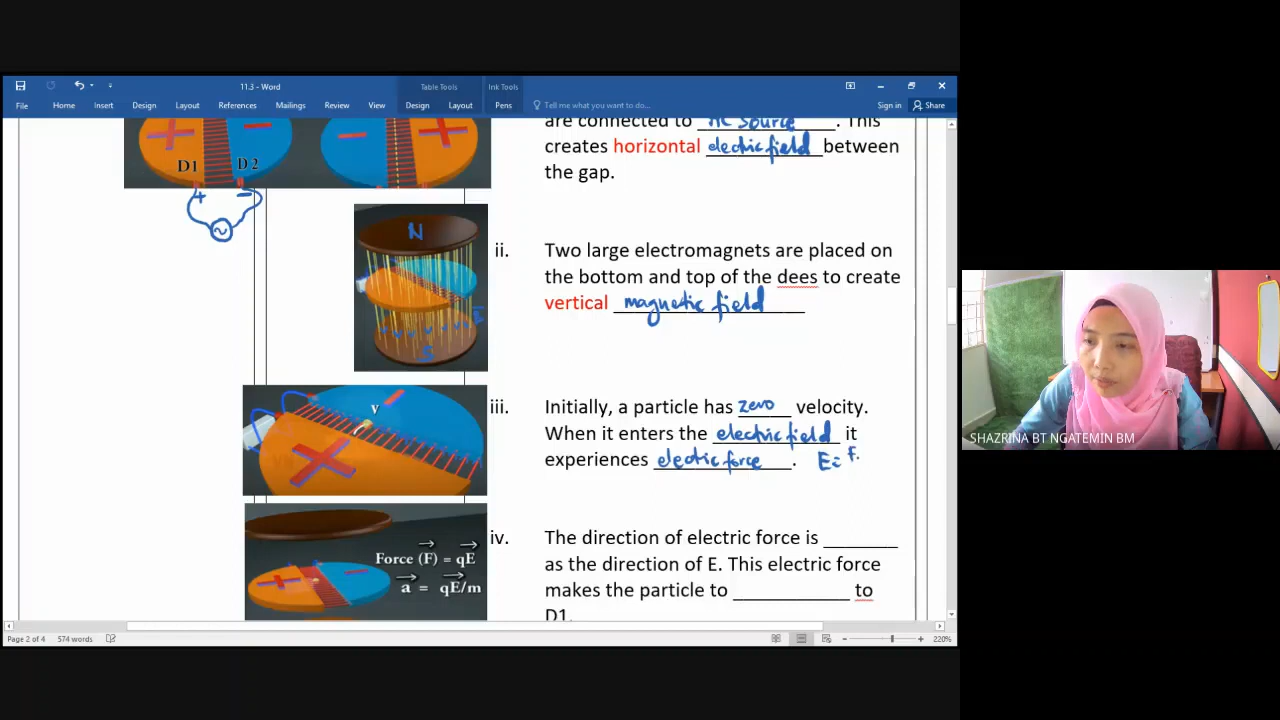 11.3 - Word
Table Tools
Ink Tools
File
Home
Insert
Design
Layout
References
Mailings
Review
View
Design
Layout
Pens
Tell me what you want to do...
Sign in
Share
are connected to AC source. This
creates horizontal electric field between
the gap.
D1
D2
+
−
~
N
S
B
ii. Two large electromagnets are placed on
the bottom and top of the dees to create
vertical magnetic field
v
iii. Initially, a particle has zero velocity.
When it enters the electric field it
experiences electric force. E= F
iv. The direction of electric force is _______
as the direction of E. This electric force
makes the particle to ___________ to
D1.
Force (F) = qE
a = qE/m
Page 2 of 4
574 words
220%
SHAZRINA BT NGATEMIN BM